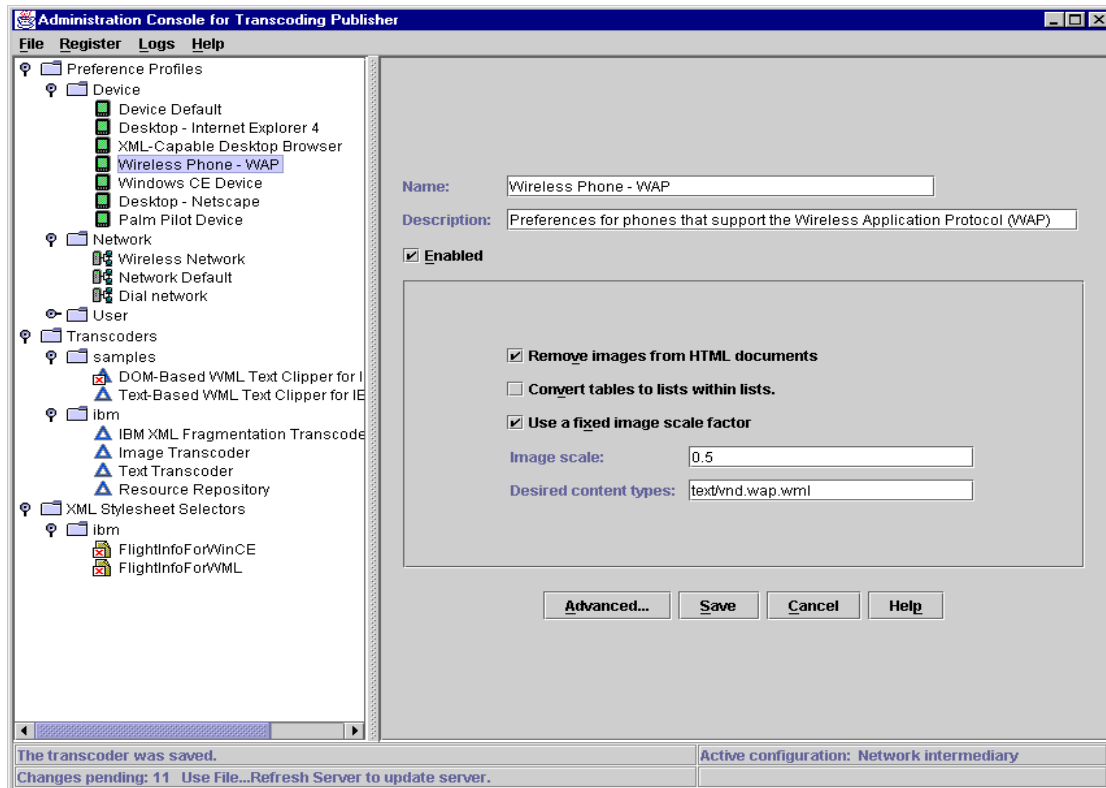 Administration Console for Transcoding Publisher
File Register Logs Help
Preference Profiles
Device
Device Default
Desktop - Internet Explorer 4
XML-Capable Desktop Browser
Wireless Phone - WAP
Windows CE Device
Desktop - Netscape
Palm Pilot Device
Network
Wireless Network
Network Default
Dial network
User
Transcoders
samples
DOM-Based WML Text Clipper for I
Text-Based WML Text Clipper for IE
ibm
IBM XML Fragmentation Transcode
Image Transcoder
Text Transcoder
Resource Repository
XML Stylesheet Selectors
ibm
FlightInfoForWinCE
FlightInfoForWML
Name: Wireless Phone - WAP
Description: Preferences for phones that support the Wireless Application Protocol (WAP)
Enabled
Remove images from HTML documents
Convert tables to lists within lists.
Use a fixed image scale factor
Image scale: 0.5
Desired content types: text/vnd.wap.wml
Advanced... Save Cancel Help
The transcoder was saved. Active configuration: Network intermediary
Changes pending: 11 Use File...Refresh Server to update server.